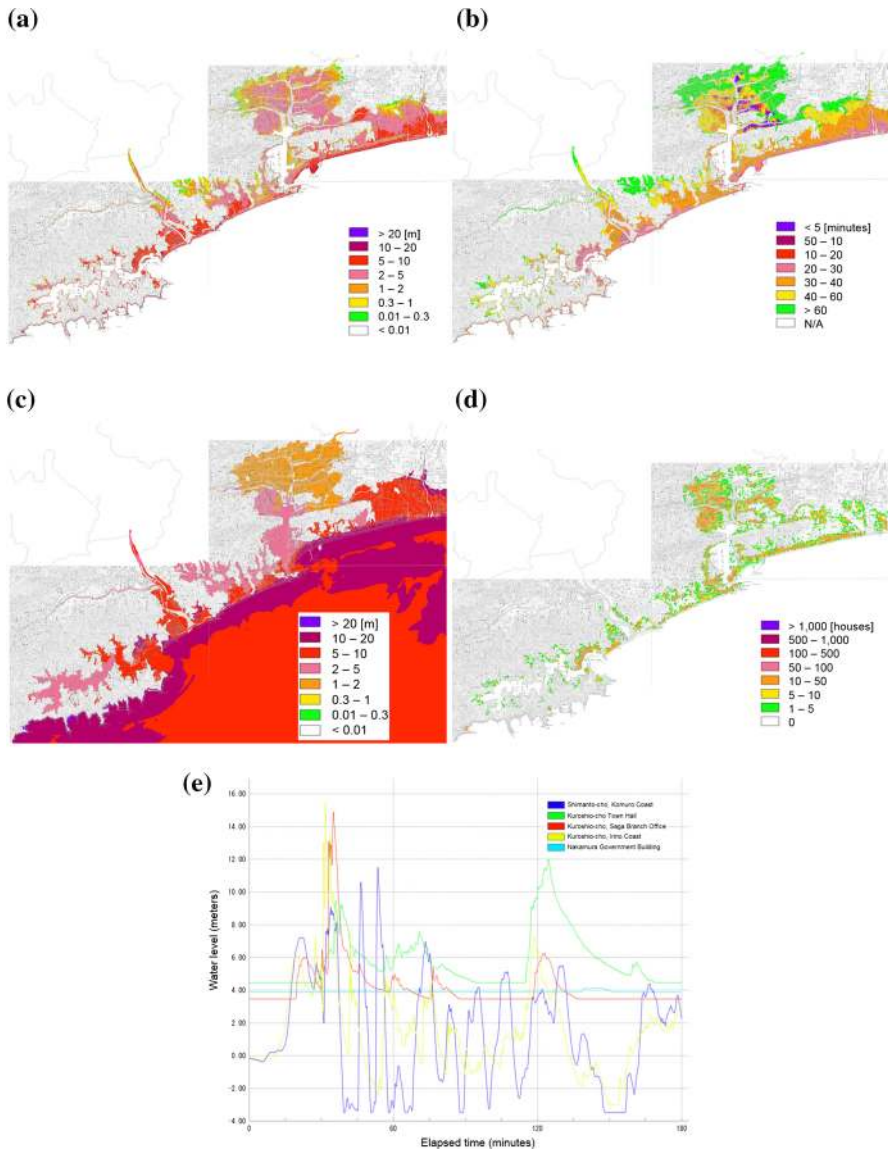 (a)
> 20 [m]
10 – 20
5 – 10
2 – 5
1 – 2
0.3 – 1
0.01 – 0.3
< 0.01
(b)
< 5 [minutes]
50 – 10
10 – 20
20 – 30
30 – 40
40 – 60
> 60
N/A
(c)
> 20 [m]
10 – 20
5 – 10
2 – 5
1 – 2
0.3 – 1
0.01 – 0.3
< 0.01
(d)
> 1,000 [houses]
500 – 1,000
100 – 500
50 – 100
10 – 50
5 – 10
1 – 5
0
(e)
Water level (meters)
16.00
14.00
12.00
10.00
8.00
6.00
4.00
2.00
0.00
-2.00
-4.00
Shimanto-cho, Komuro Coast
Kuroshio-cho Town Hall
Kuroshio-cho, Saga Branch Office
Kuroshio-cho, Irino Coast
Nakamura Government Building
0
60
120
180
Elapsed time (minutes)